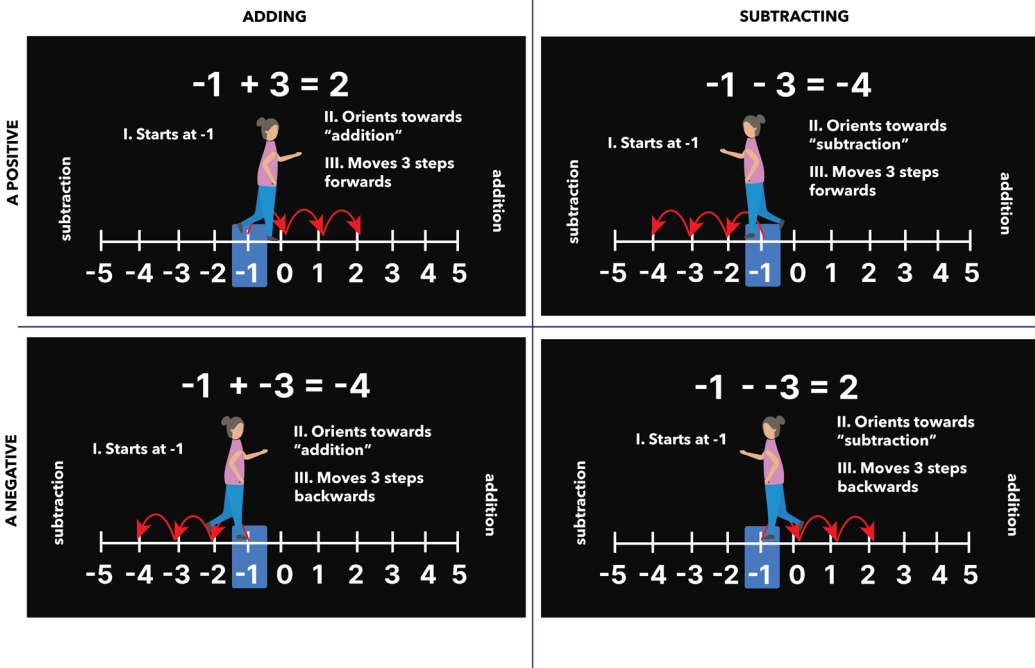 ADDING
SUBTRACTING
A POSITIVE
-1 + 3 = 2
I. Starts at -1
II. Orients towards
“addition”
III. Moves 3 steps
forwards
subtraction
addition
-5 -4 -3 -2 -1 0 1 2 3 4 5
-1 - 3 = -4
I. Starts at -1
II. Orients towards
“subtraction”
III. Moves 3 steps
forwards
subtraction
addition
-5 -4 -3 -2 -1 0 1 2 3 4 5
A NEGATIVE
-1 + -3 = -4
I. Starts at -1
II. Orients towards
“addition”
III. Moves 3 steps
backwards
subtraction
addition
-5 -4 -3 -2 -1 0 1 2 3 4 5
-1 - -3 = 2
I. Starts at -1
II. Orients towards
“subtraction”
III. Moves 3 steps
backwards
subtraction
addition
-5 -4 -3 -2 -1 0 1 2 3 4 5